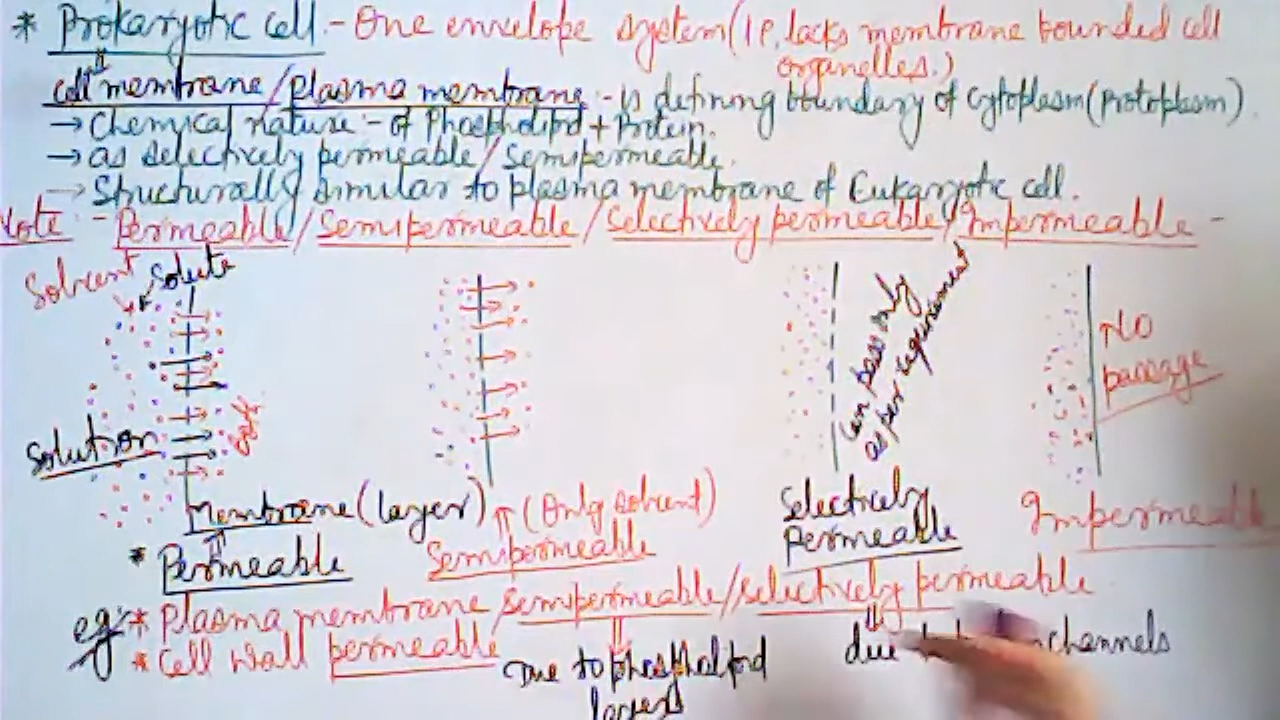 * Prokaryotic cell :- One envelope system (i.e. lacks membrane bounded cell
organelles.)
cell membrane/plasma membrane :- is defining boundary of cytoplasm (protoplasm).
→ Chemical nature :- of Phospholipid + Protein.
→ as selectively permeable/semipermeable.
→ Structurally similar to plasma membrane of Eukaryotic cell.
Note :- Permeable/Semipermeable/Selectively permeable/Impermeable -
Solvent Solute
Solution
Membrane (layer)
* Permeable
(Only solvent)
Semipermeable
can pass only
as per requirement
Selectively
permeable
No
passage
Impermeable
eg:- * Plasma membrane semipermeable/selectively permeable
* Cell wall permeable
Due to phospholipid
layers
due channels